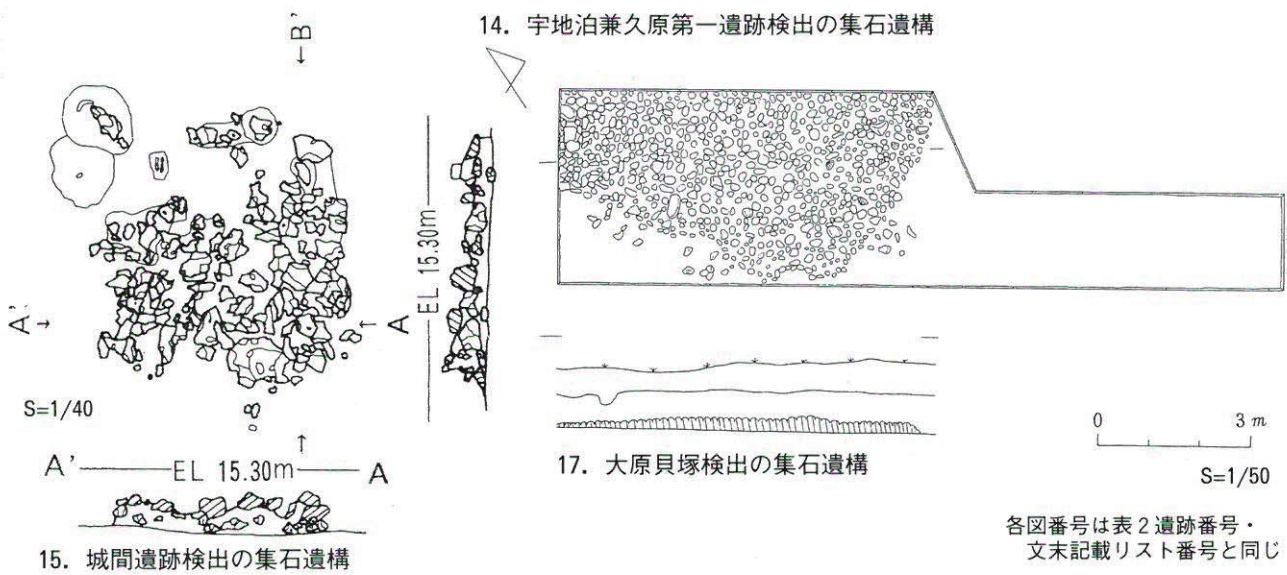 14. 宇地泊兼久原第一遺跡検出の集石遺構
B'
A'
A
EL 15.30m
S=1/40
A' EL 15.30m A
15. 城間遺跡検出の集石遺構
17. 大原貝塚検出の集石遺構
0 3 m
S=1/50
各図番号は表2遺跡番号・
文末記載リスト番号と同じ